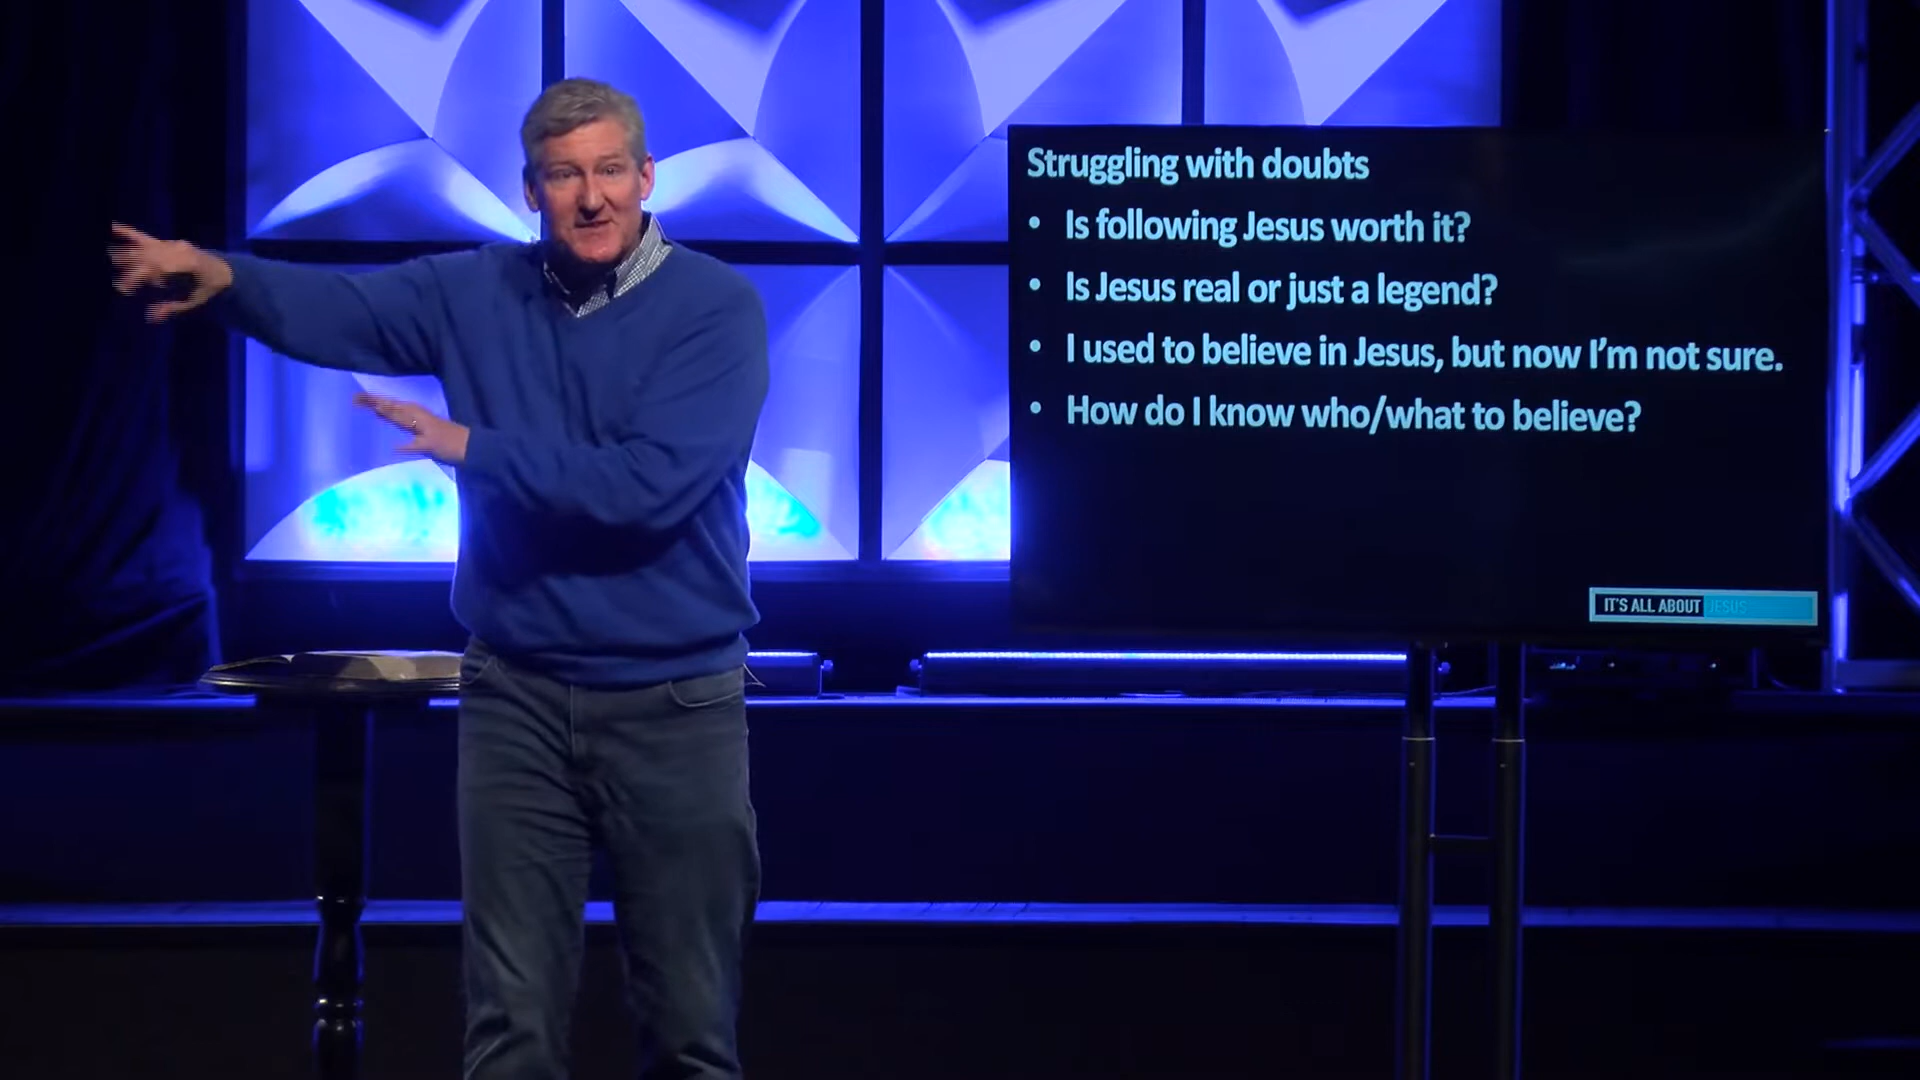 Struggling with doubts
• Is following Jesus worth it?
• Is Jesus real or just a legend?
• I used to believe in Jesus, but now I'm not sure.
• How do I know who/what to believe?
IT'S ALL ABOUT JESUS